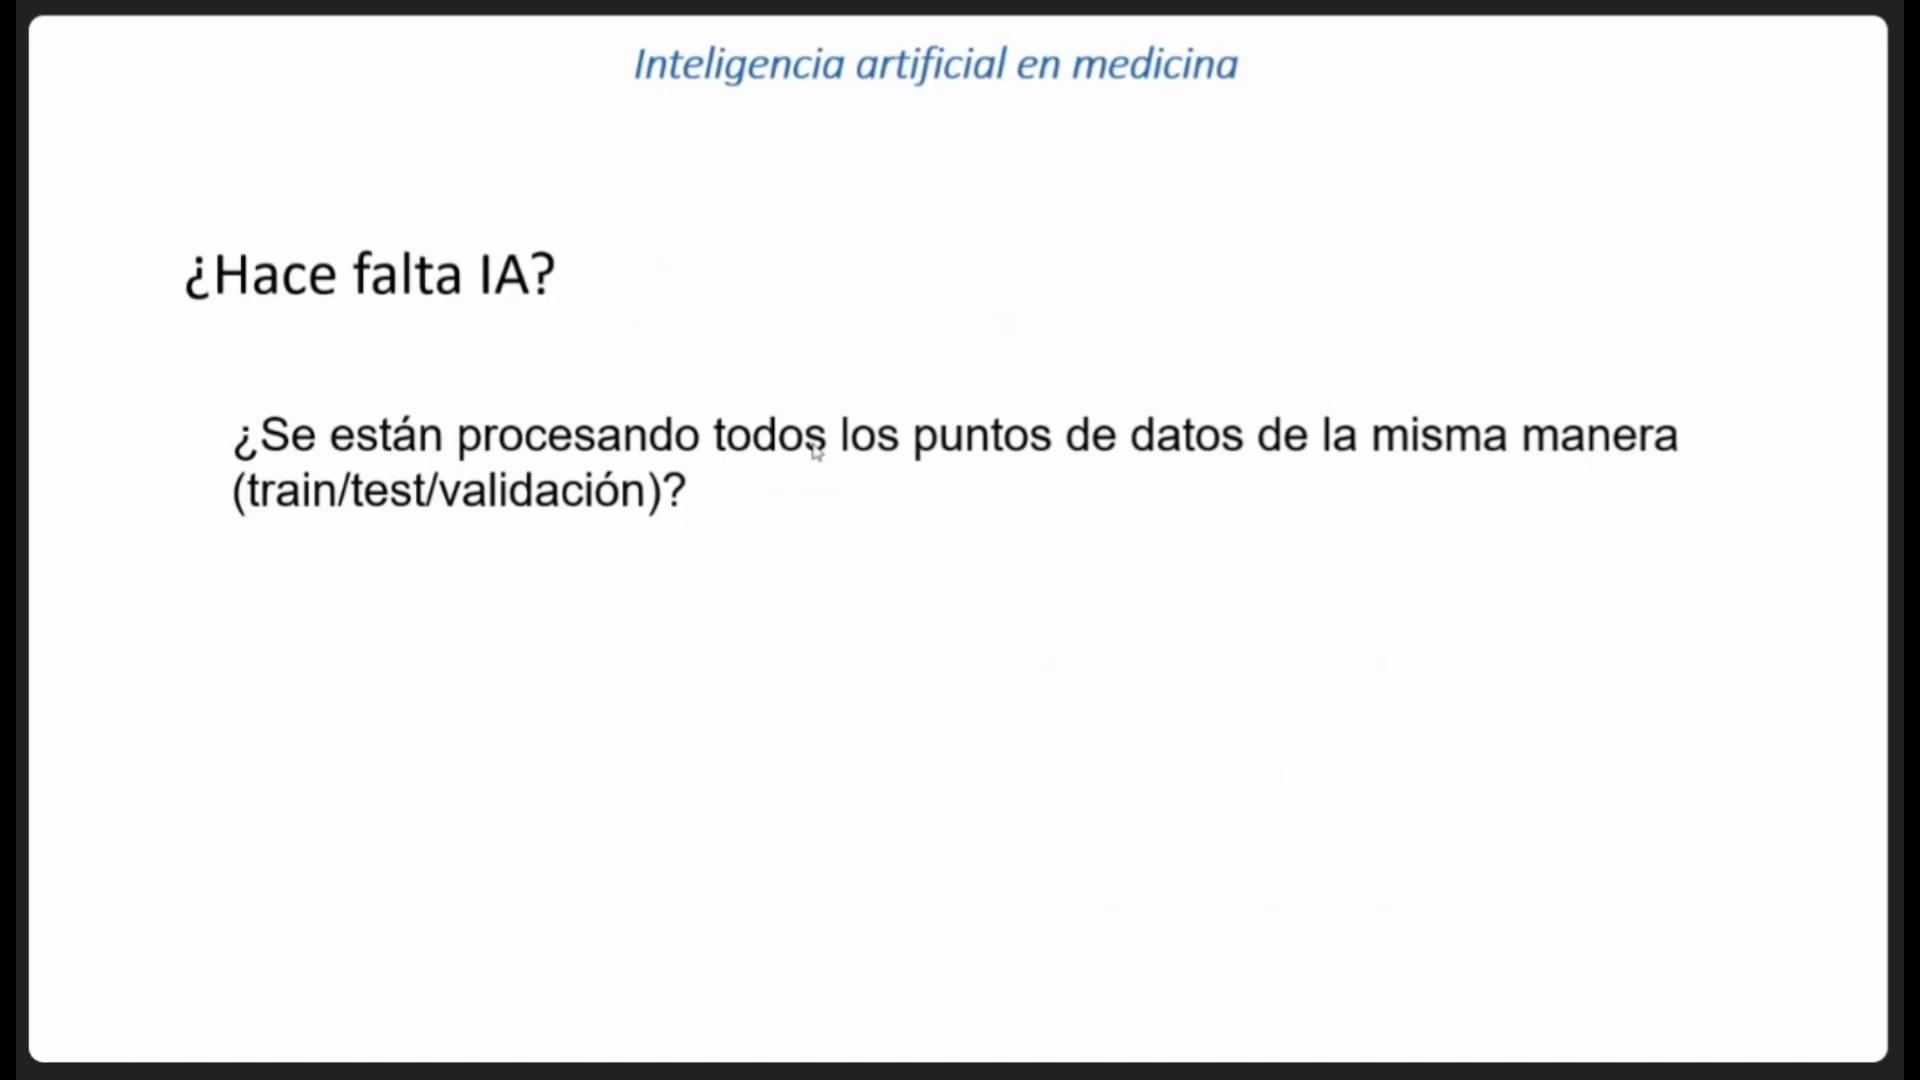 Inteligencia artificial en medicina
¿Hace falta IA?
¿Se están procesando todos los puntos de datos de la misma manera
(train/test/validación)?